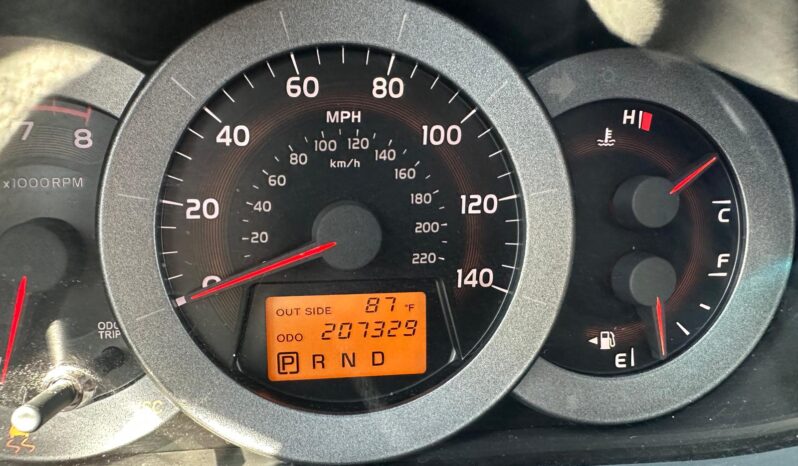 7 8
x1000RPM
ODO
TRIP
0 20 40 60 80 100 120 140
MPH
20 40 60 80 100 120 140 160 180 200 220
km/h
OUT SIDE 87 °F
ODO 207329
P R N D
H
C
F
E